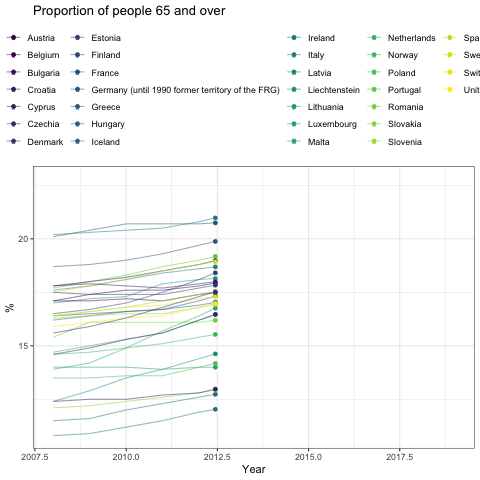 Proportion of people 65 and over
Austria Estonia Ireland Netherlands Spa
Belgium Finland Italy Norway Swe
Bulgaria France Latvia Poland Swit
Croatia Germany (until 1990 former territory of the FRG) Liechtenstein Portugal Unit
Cyprus Greece Lithuania Romania
Czechia Hungary Luxembourg Slovakia
Denmark Iceland Malta Slovenia
20
%
15
2007.5 2010.0 2012.5 2015.0 2017.5
Year